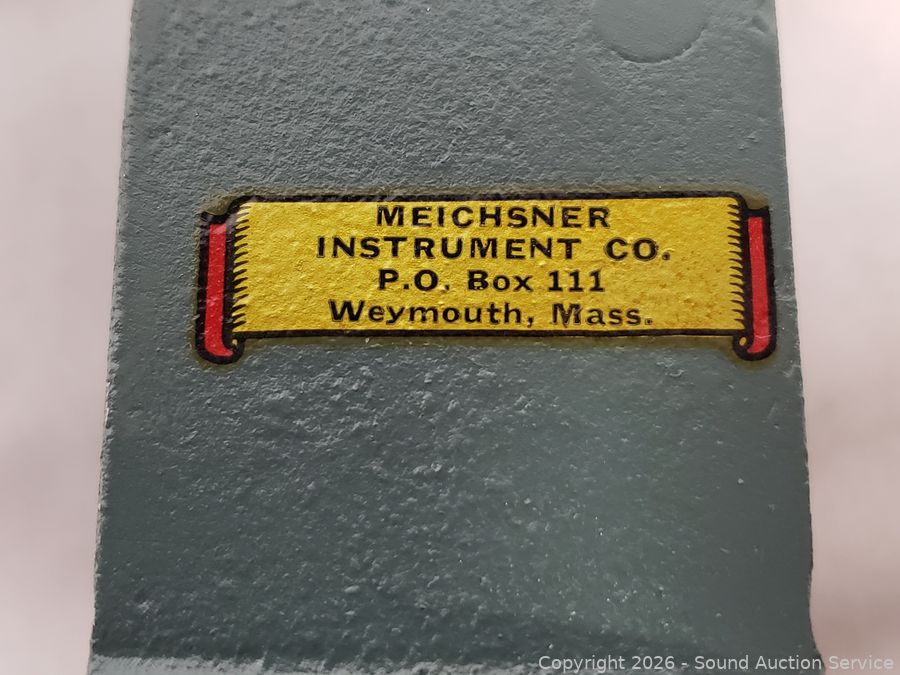 MEICHSNER
INSTRUMENT CO.
P.O. Box 111
Weymouth, Mass.
Copyright © 2026 - Sound Auction Service